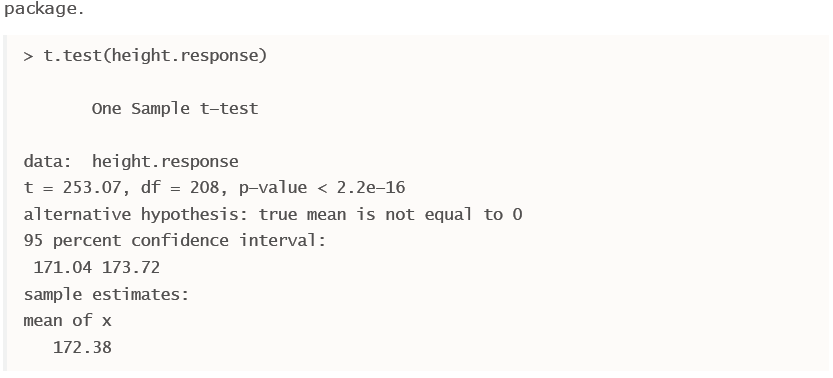 package.
> t.test(height.response)
One Sample t–test
data: height.response
t = 253.07, df = 208, p–value < 2.2e–16
alternative hypothesis: true mean is not equal to 0
95 percent confidence interval:
171.04 173.72
sample estimates:
mean of x
172.38